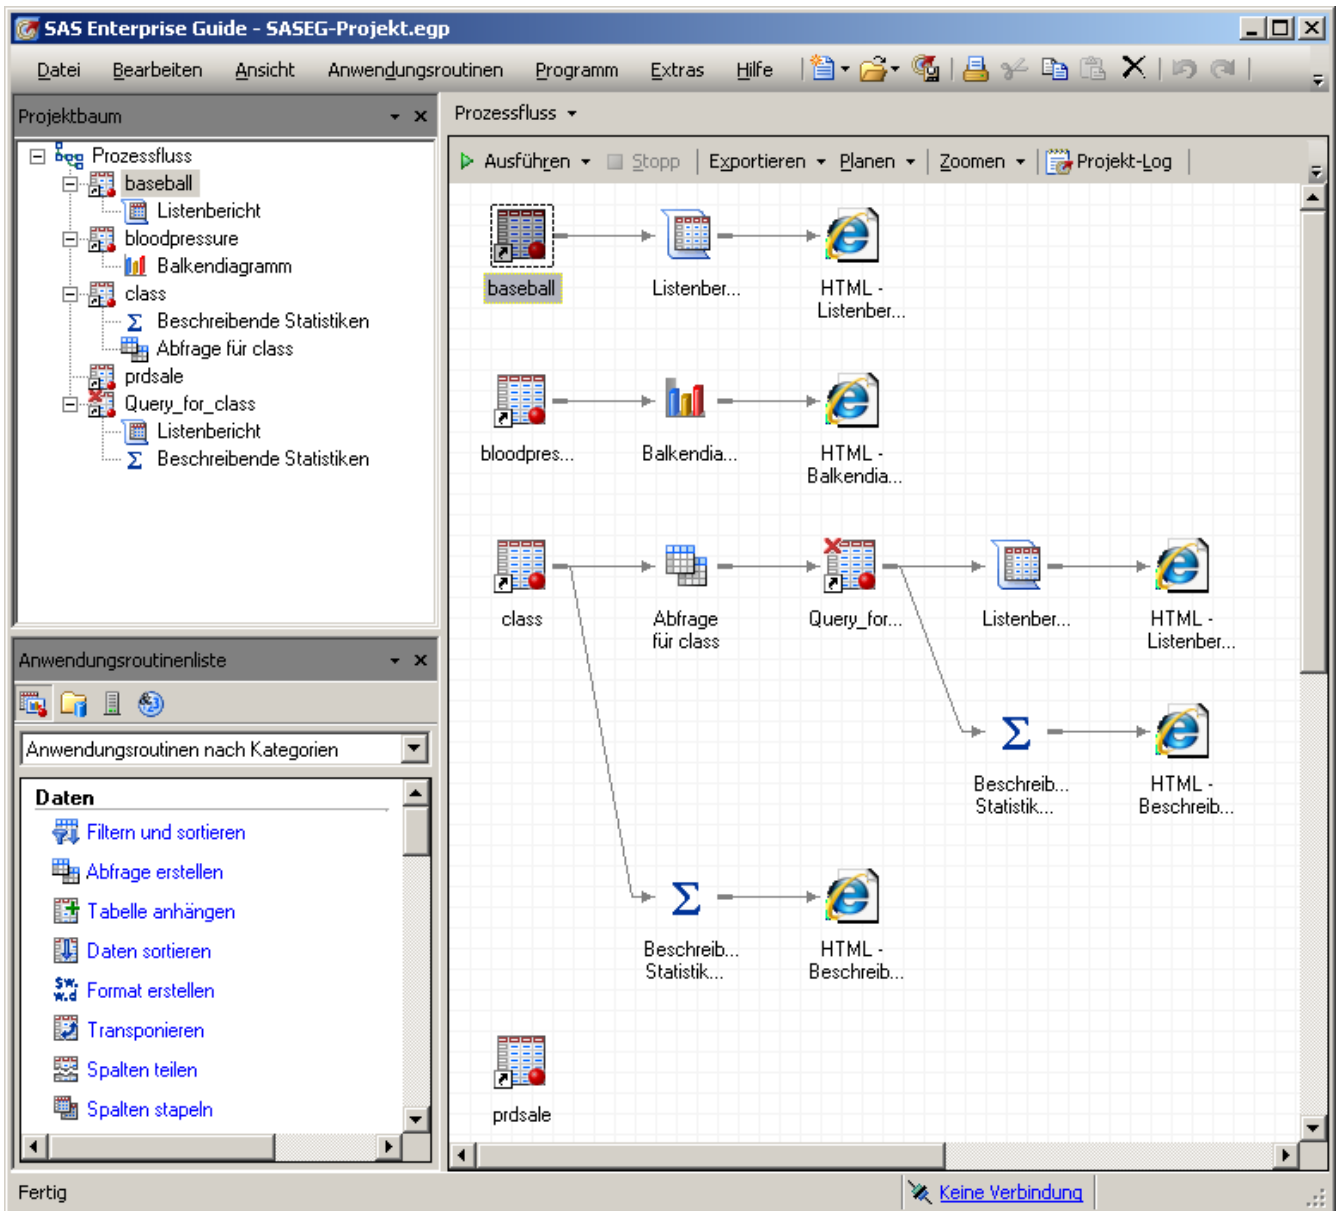 SAS Enterprise Guide - SASEG-Projekt.egp
Datei Bearbeiten Ansicht Anwendungsroutinen Programm Extras Hilfe
Projektbaum
Prozessfluss
baseball
Listenbericht
bloodpressure
Balkendiagramm
class
Beschreibende Statistiken
Abfrage für class
prdsale
Query_for_class
Listenbericht
Beschreibende Statistiken
Anwendungsroutinenliste
Anwendungsroutinen nach Kategorien
Daten
Filtern und sortieren
Abfrage erstellen
Tabelle anhängen
Daten sortieren
Format erstellen
Transponieren
Spalten teilen
Spalten stapeln
Prozessfluss
Ausführen Stopp Exportieren Planen Zoomen Projekt-Log
baseball Listenber... HTML -
Listenber...
bloodpres... Balkendia... HTML -
Balkendia...
class Abfrage Query_for... Listenber... HTML -
für class Listenber...
Beschreib... HTML -
Statistik... Beschreib...
Beschreib... HTML -
Statistik... Beschreib...
prdsale
Fertig Keine Verbindung